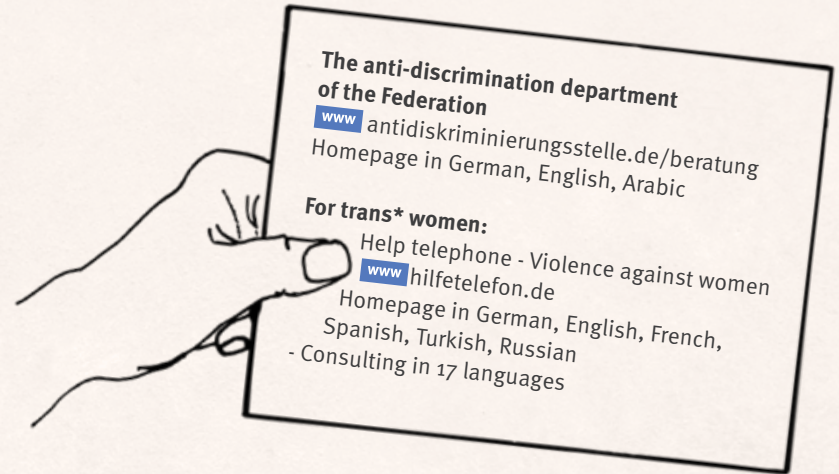 The anti-discrimination department
of the Federation
www antidiskriminierungsstelle.de/beratung
Homepage in German, English, Arabic
For trans* women:
Help telephone - Violence against women
www hilfetelefon.de
Homepage in German, English, French,
Spanish, Turkish, Russian
- Consulting in 17 languages